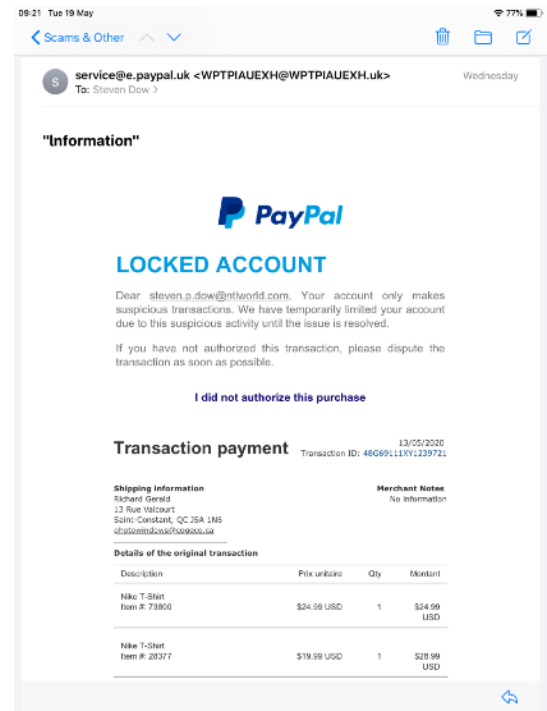 09:21 Tue 19 May
77%
Scams & Other
S
service@e.paypal.uk <WPTPIAUEXH@WPTPIAUEXH.uk>
Wednesday
To: Steven Dow >
"Information"
PayPal
LOCKED ACCOUNT
Dear steven.p.dow@ntlworld.com, Your account only makes
suspicious transactions. We have temporarily limited your account
due to this suspicious activity until the issue is resolved.
If you have not authorized this transaction, please dispute the
transaction as soon as possible.
I did not authorize this purchase
Transaction payment
13/05/2020
Transaction ID: 48G69111XY1239721
Shipping information
Merchant Notes
Richard Gerald
No information
13 Rue Valcourt
Saint-Constant, QC J5A 1N6
photowindows@cogeco.ca
Details of the original transaction
Description Prix unitaire Qty Montant
Nike T-Shirt
Item #: 73800 $24.99 USD 1 $24.99
USD
Nike T-Shirt
Item #: 28377 $19.99 USD 1 $28.99
USD